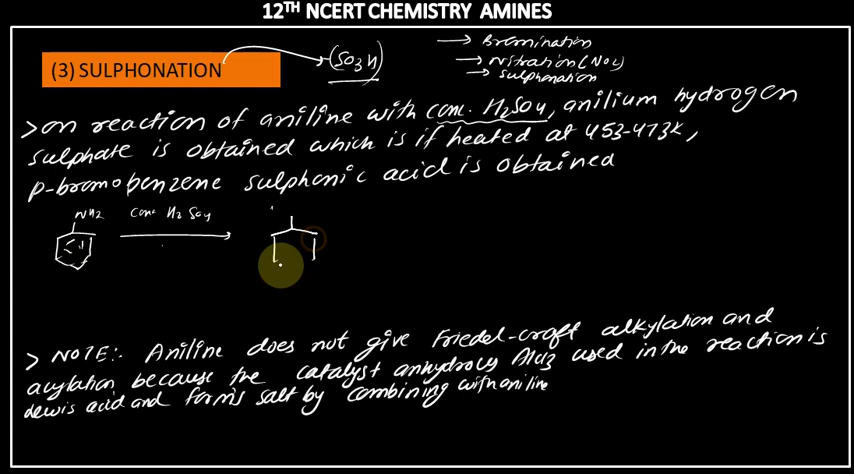 12TH NCERT CHEMISTRY AMINES
(3) SULPHONATION
(SO3H)
→ Bromination
→ Nitration (NO2)
→ Sulphonation
> On reaction of aniline with conc. H2SO4, anilium hydrogen
sulphate is obtained which is if heated at 453-473K,
p-bromobenzene sulphonic acid is obtained
NH2
conc H2SO4
> NOTE:- Aniline does not give Friedel-craft alkylation and
acylation because the catalyst anhydrous AlCl3 used in the reaction is
lewis acid and forms salt by combining with aniline